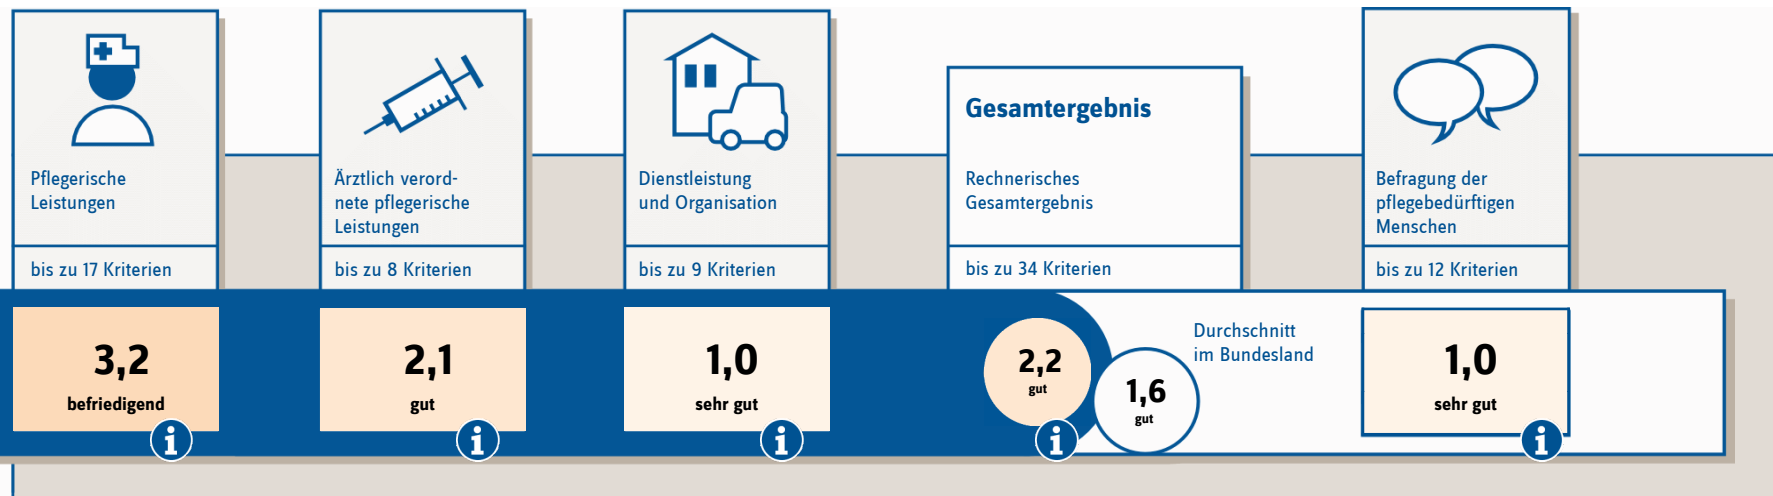 Pflegerische
Leistungen
bis zu 17 Kriterien
3,2
befriedigend
i
Ärztlich verord-
nete pflegerische
Leistungen
bis zu 8 Kriterien
2,1
gut
i
Dienstleistung
und Organisation
bis zu 9 Kriterien
1,0
sehr gut
i
Gesamtergebnis
Rechnerisches
Gesamtergebnis
bis zu 34 Kriterien
2,2
gut
i
1,6
gut
Durchschnitt
im Bundesland
Befragung der
pflegebedürftigen
Menschen
bis zu 12 Kriterien
1,0
sehr gut
i